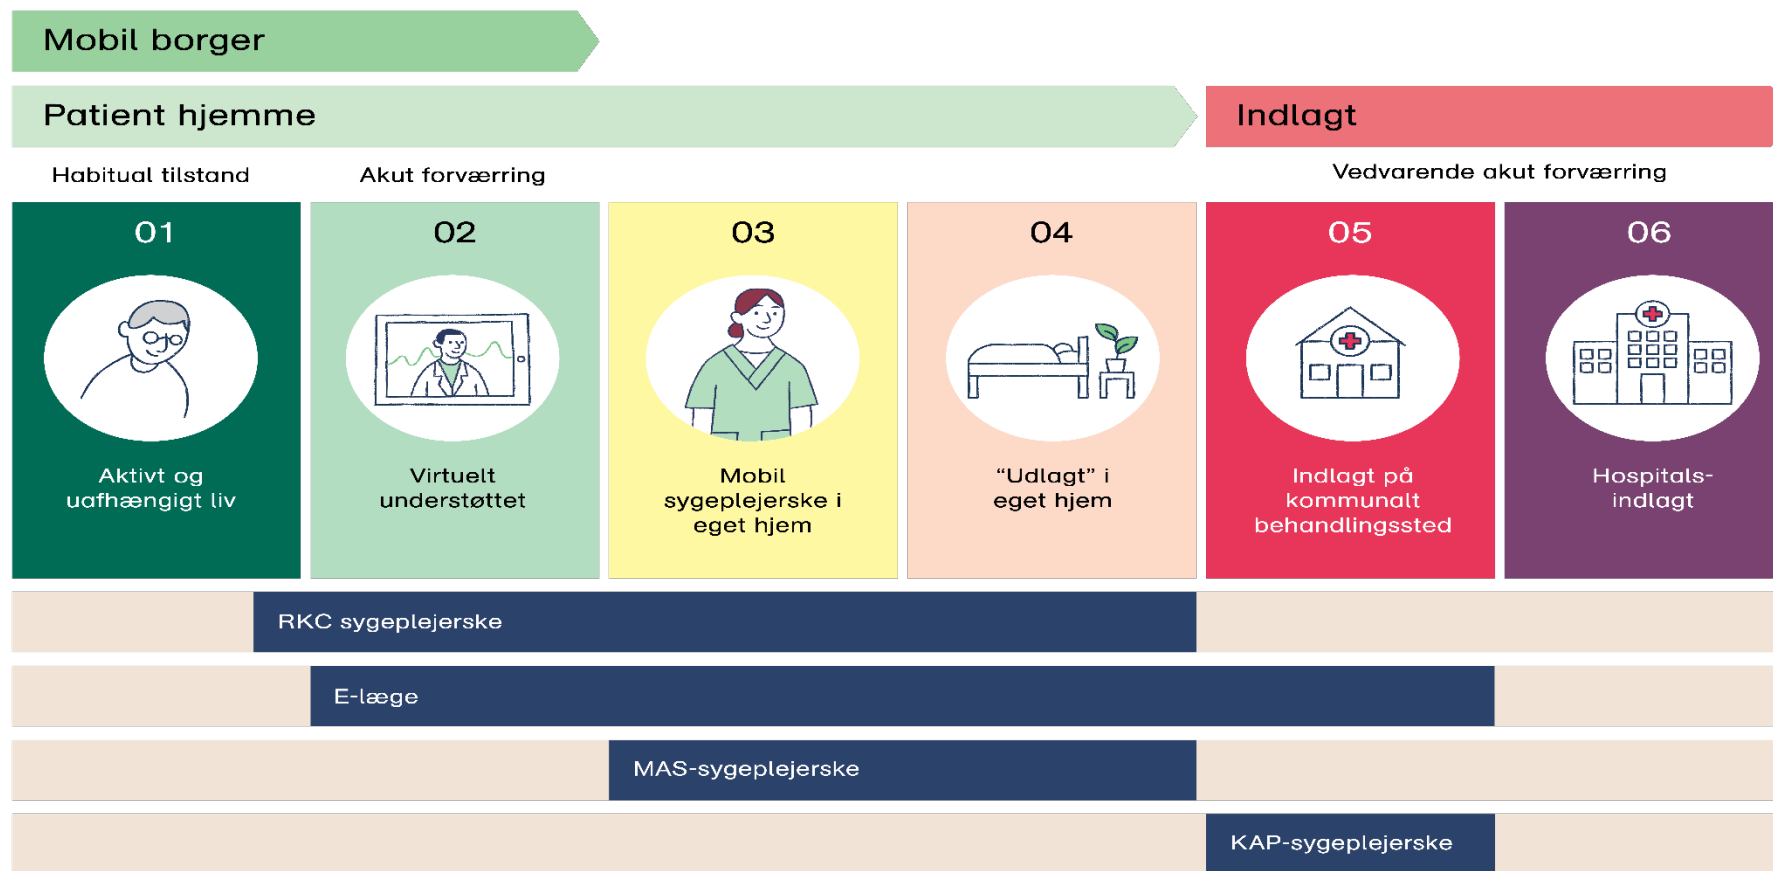 Mobil borger
Patient hjemme
Indlagt
Habitual tilstand
Akut forværring
Vedvarende akut forværring
01
02
03
04
05
06
Aktivt og
uafhængigt liv
Virtuelt
understøttet
Mobil
sygeplejerske i
eget hjem
“Udlagt” i
eget hjem
Indlagt på
kommunalt
behandlingssted
Hospitals-
indlagt
RKC sygeplejerske
E-læge
MAS-sygeplejerske
KAP-sygeplejerske